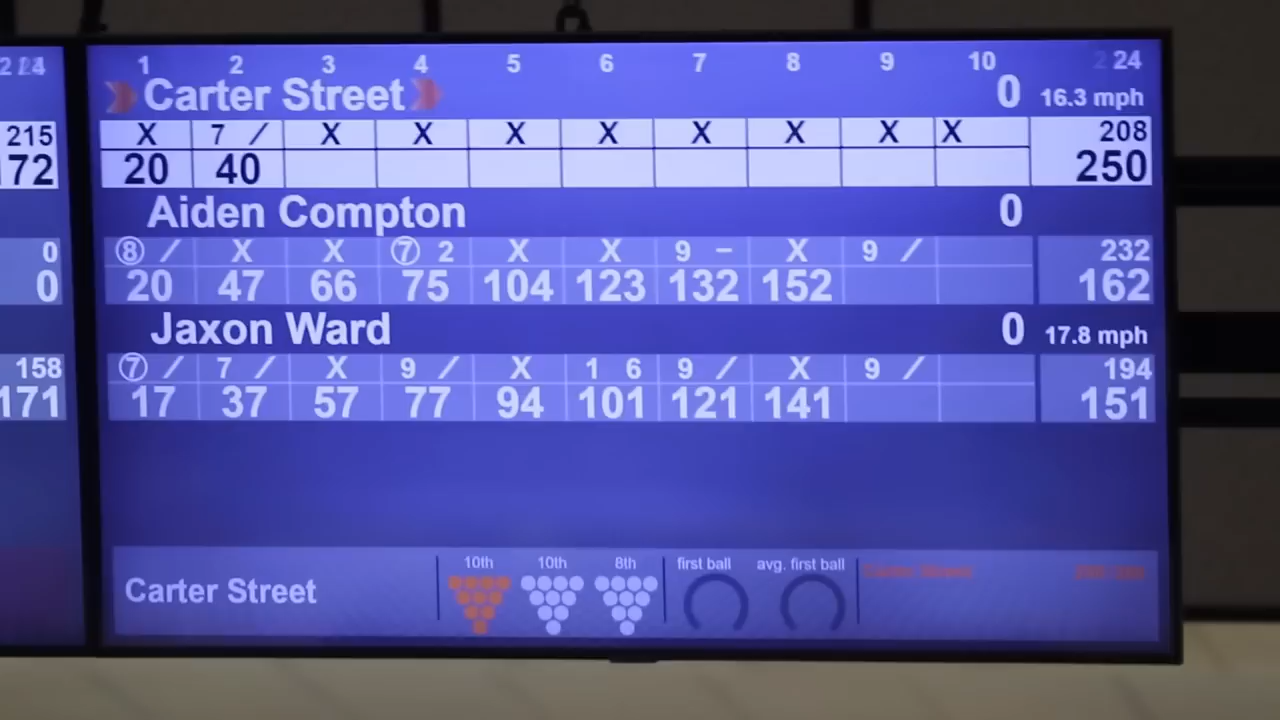 2 24
1 2 3 4 5 6 7 8 9 10 24
Carter Street 0 16.3 mph
215 X 7 / X X X X X X X X 208
172 20 40 250
Aiden Compton 0
0 ⑧ / X X ⑦ 2 X X 9 - X 9 / 232
0 20 47 66 75 104 123 132 152 162
Jaxon Ward 0 17.8 mph
158 ⑦ / 7 / X 9 / X 1 6 9 / X 9 / 194
171 17 37 57 77 94 101 121 141 151
10th 10th 8th first ball avg. first ball
Carter Street
Carter Street